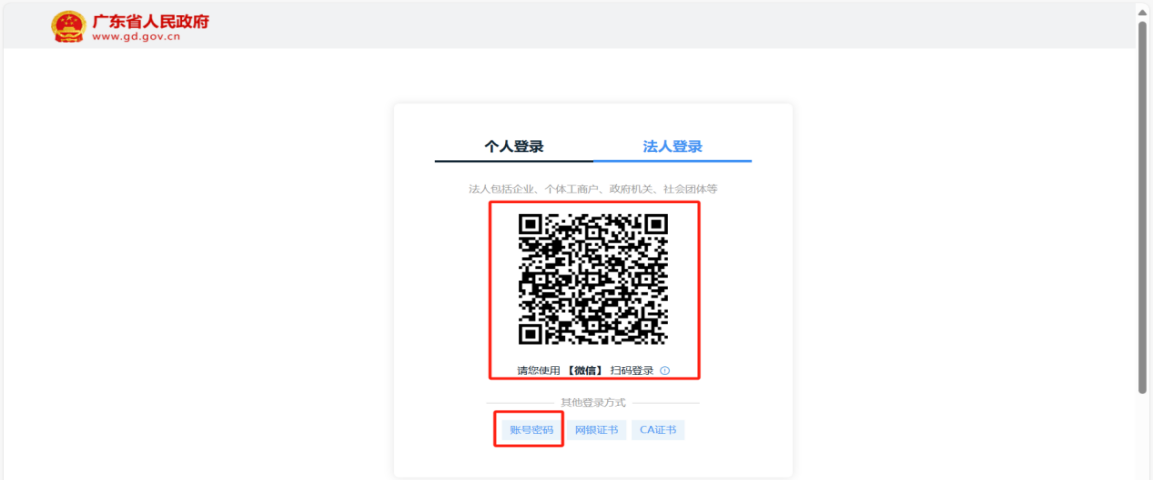 广东省人民政府
www.gd.gov.cn
个人登录 法人登录
法人包括企业、个体工商户、政府机关、社会团体等
请您使用【微信】扫码登录
其他登录方式
账号密码 网银证书 CA证书